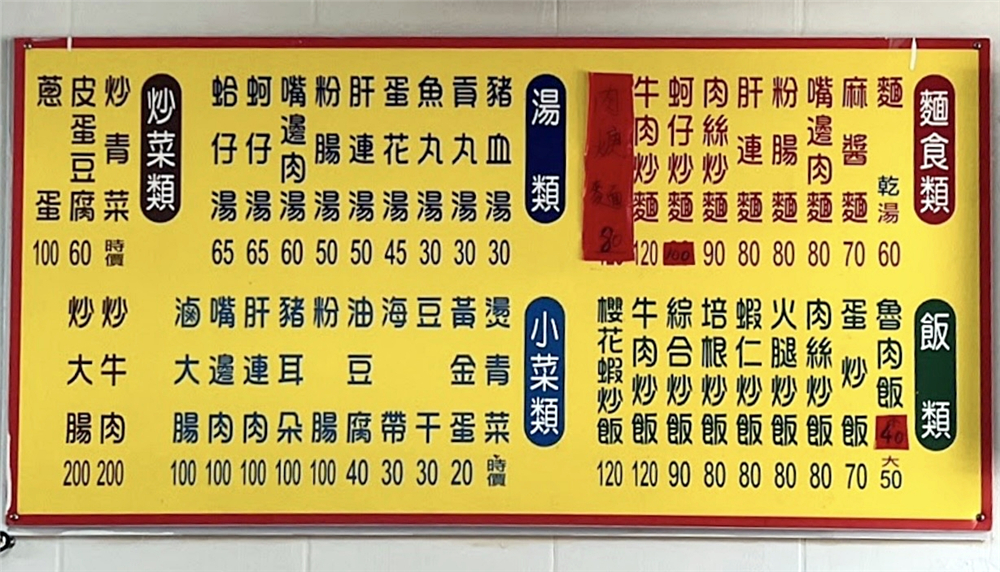 麵食類
麵 乾湯 60
麻醬麵 70
嘴邊肉麵 80
粉腸麵 80
肝連麵 80
肉絲炒麵 90
蚵仔炒麵 100
牛肉炒麵 120
麵 80
湯類
豬血湯 30
貢丸湯 30
魚丸湯 30
蛋花湯 45
肝連湯 50
粉腸湯 50
嘴邊肉湯 60
蚵仔湯 65
蛤仔湯 65
炒菜類
炒青菜 時價
皮蛋豆腐 60
蔥蛋 100
炒牛肉 200
炒大腸 200
飯類
魯肉飯 40 大50
蛋炒飯 70
肉絲炒飯 80
火腿炒飯 80
蝦仁炒飯 80
培根炒飯 80
綜合炒飯 90
牛肉炒飯 120
櫻花蝦炒飯 120
小菜類
燙青菜 時價
黃金蛋 20
豆干 30
海帶 30
油豆腐 40
粉腸 100
豬耳朵 100
肝連肉 100
嘴邊肉 100
滷大腸 100